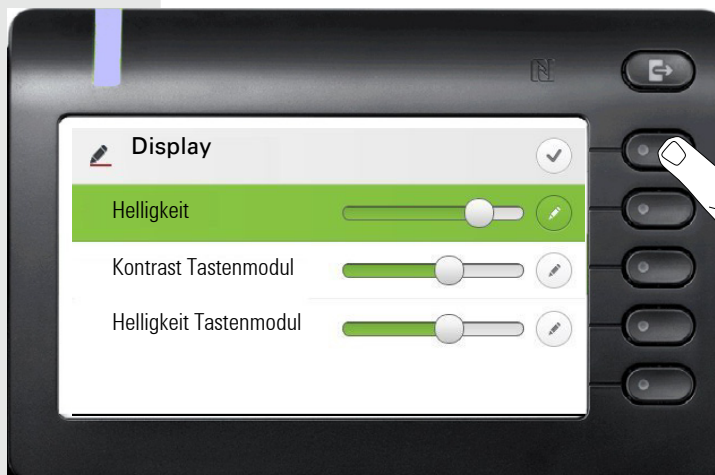 Display
Helligkeit
Kontrast Tastenmodul
Helligkeit Tastenmodul